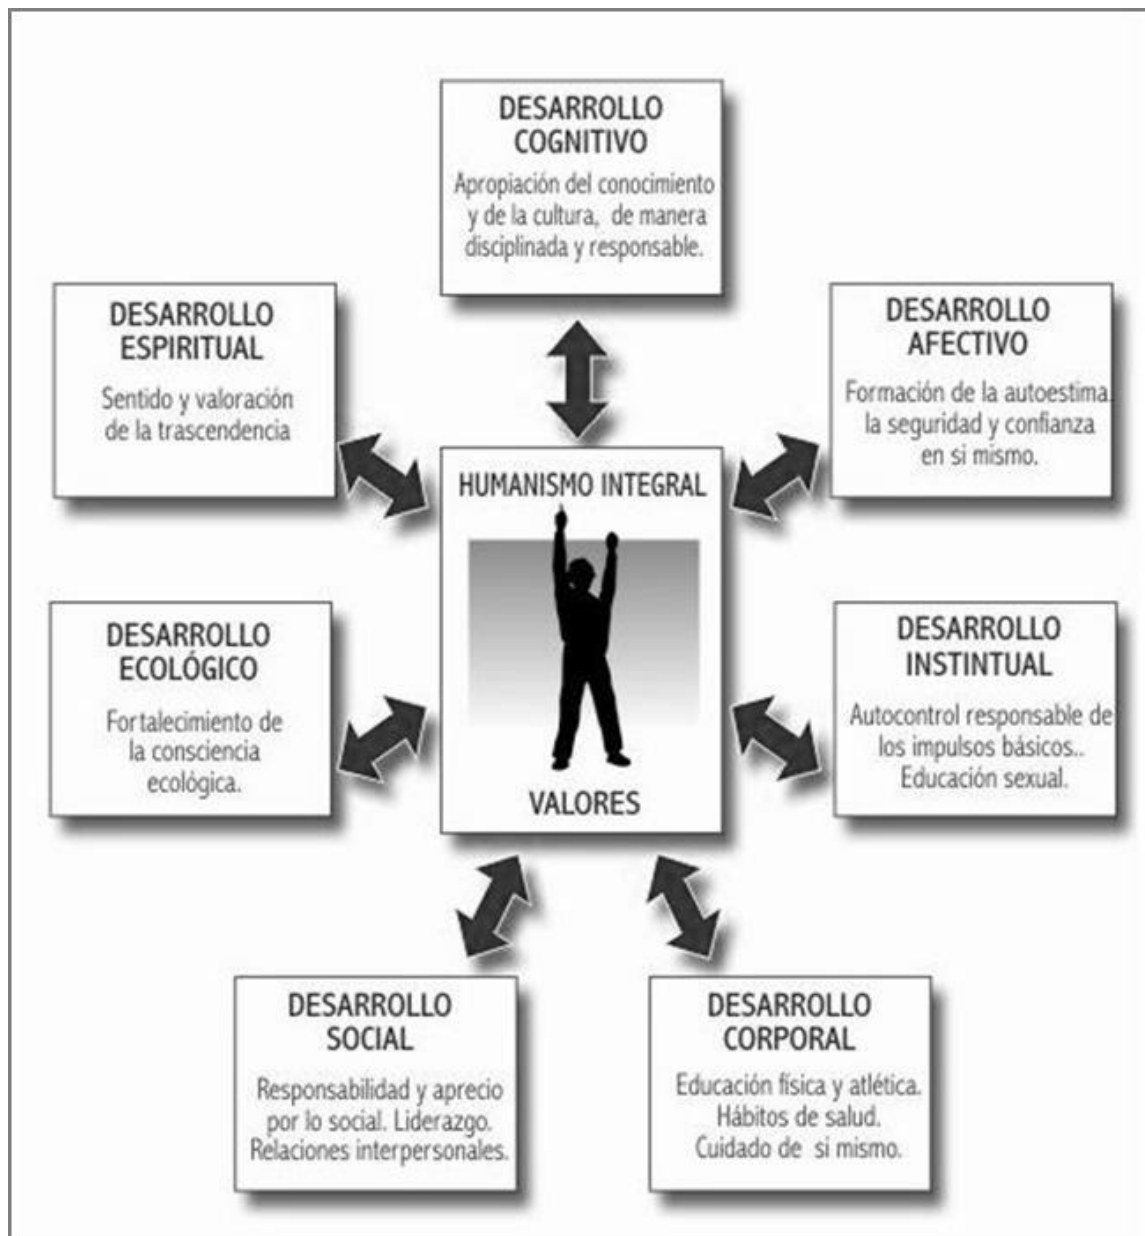 DESARROLLO
COGNITIVO
Apropiación del conocimiento
y de la cultura, de manera
disciplinada y responsable.
DESARROLLO
ESPIRITUAL
Sentido y valoración
de la trascendencia
DESARROLLO
AFECTIVO
Formación de la autoestima.
la seguridad y confianza
en si mismo.
HUMANISMO INTEGRAL
VALORES
DESARROLLO
ECOLÓGICO
Fortalecimiento de
la consciencia
ecológica.
DESARROLLO
INSTINTUAL
Autocontrol responsable de
los impulsos básicos..
Educación sexual.
DESARROLLO
SOCIAL
Responsabilidad y aprecio
por lo social. Liderazgo.
Relaciones interpersonales.
DESARROLLO
CORPORAL
Educación física y atlética.
Hábitos de salud.
Cuidado de si mismo.